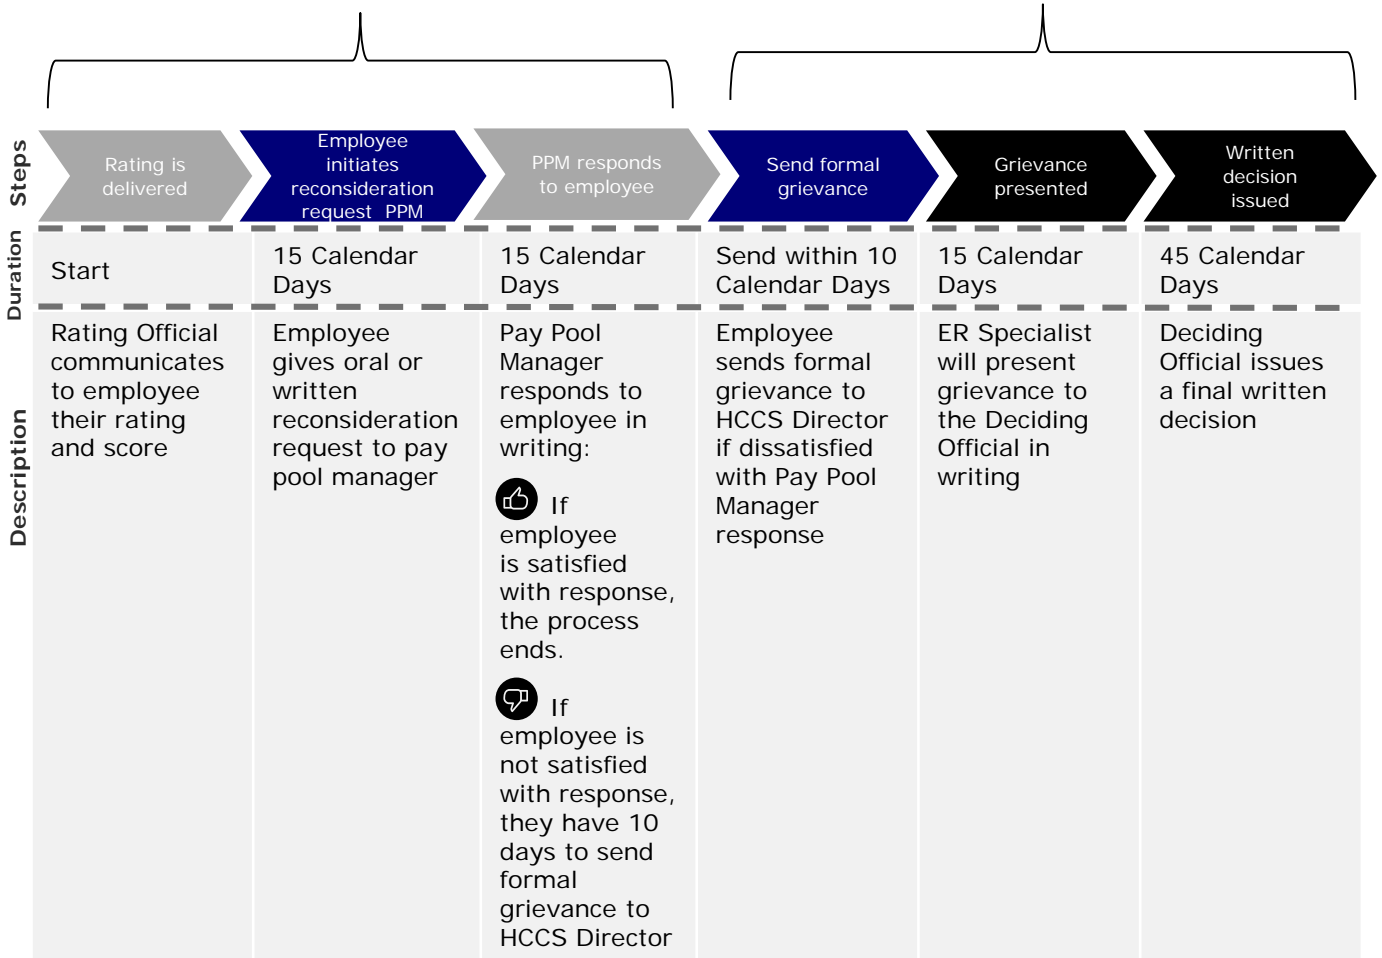 Steps
Rating is
delivered
Employee
initiates
reconsideration
request PPM
PPM responds
to employee
Send formal
grievance
Grievance
presented
Written
decision
issued
Duration
Start
15 Calendar
Days
15 Calendar
Days
Send within 10
Calendar Days
15 Calendar
Days
45 Calendar
Days
Description
Rating Official
communicates
to employee
their rating
and score
Employee
gives oral or
written
reconsideration
request to pay
pool manager
Pay Pool
Manager
responds to
employee in
writing:
If
employee
is satisfied
with response,
the process
ends.
If
employee is
not satisfied
with response,
they have 10
days to send
formal
grievance to
HCCS Director
Employee
sends formal
grievance to
HCCS Director
if dissatisfied
with Pay Pool
Manager
response
ER Specialist
will present
grievance to
the Deciding
Official in
writing
Deciding
Official issues
a final written
decision